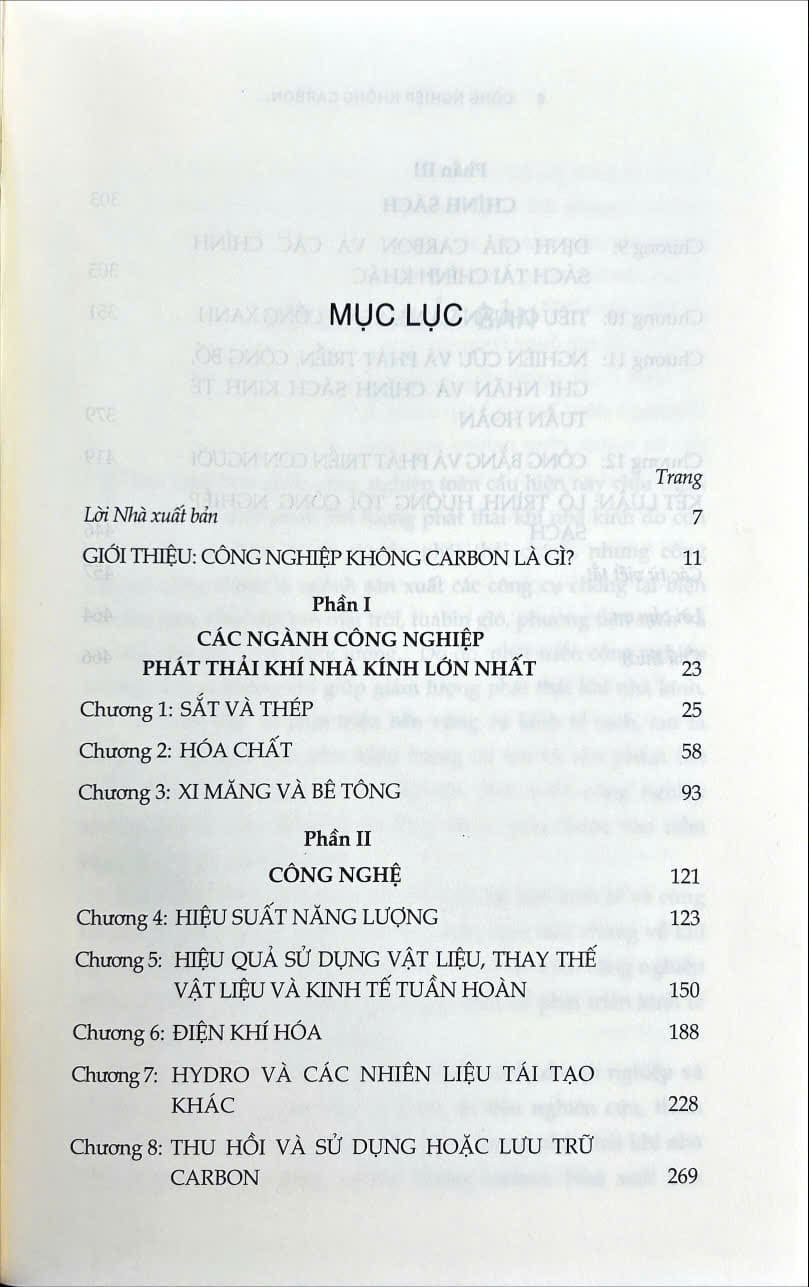 MỤC LỤC
Trang
Lời Nhà xuất bản 7
GIỚI THIỆU: CÔNG NGHIỆP KHÔNG CARBON LÀ GÌ? 11
Phần I
CÁC NGÀNH CÔNG NGHIỆP
PHÁT THẢI KHÍ NHÀ KÍNH LỚN NHẤT 23
Chương 1: SẮT VÀ THÉP 25
Chương 2: HÓA CHẤT 58
Chương 3: XI MĂNG VÀ BÊ TÔNG 93
Phần II
CÔNG NGHỆ 121
Chương 4: HIỆU SUẤT NĂNG LƯỢNG 123
Chương 5: HIỆU QUẢ SỬ DỤNG VẬT LIỆU, THAY THẾ
VẬT LIỆU VÀ KINH TẾ TUẦN HOÀN 150
Chương 6: ĐIỆN KHÍ HÓA 188
Chương 7: HYDRO VÀ CÁC NHIÊN LIỆU TÁI TẠO
KHÁC 228
Chương 8: THU HỒI VÀ SỬ DỤNG HOẶC LƯU TRỮ
CARBON 269